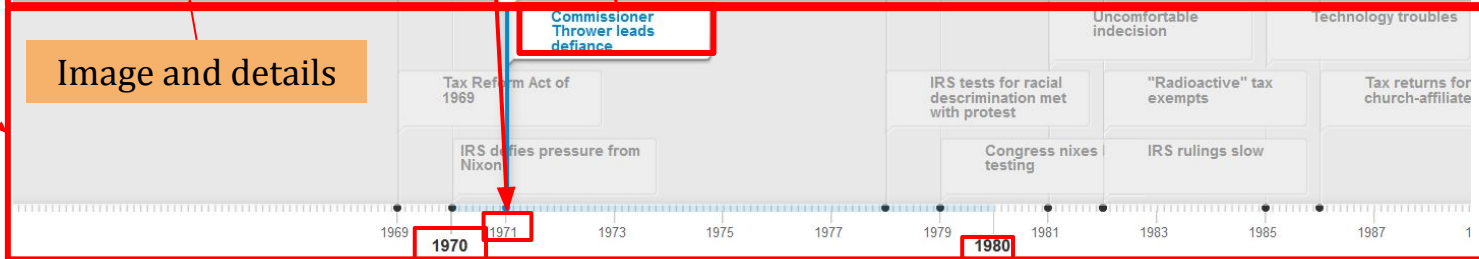 Commissioner
Thrower leads
defiance
Uncomfortable
indecision
Technology troubles
Image and details
Tax Reform Act of
1969
IRS tests for racial
descrimination met
with protest
"Radioactive" tax
exempts
Tax returns for
church-affiliate
IRS defies pressure from
Nixon
Congress nixes
testing
IRS rulings slow
1969
1970
1971
1973
1975
1977
1979
1980
1981
1983
1985
1987